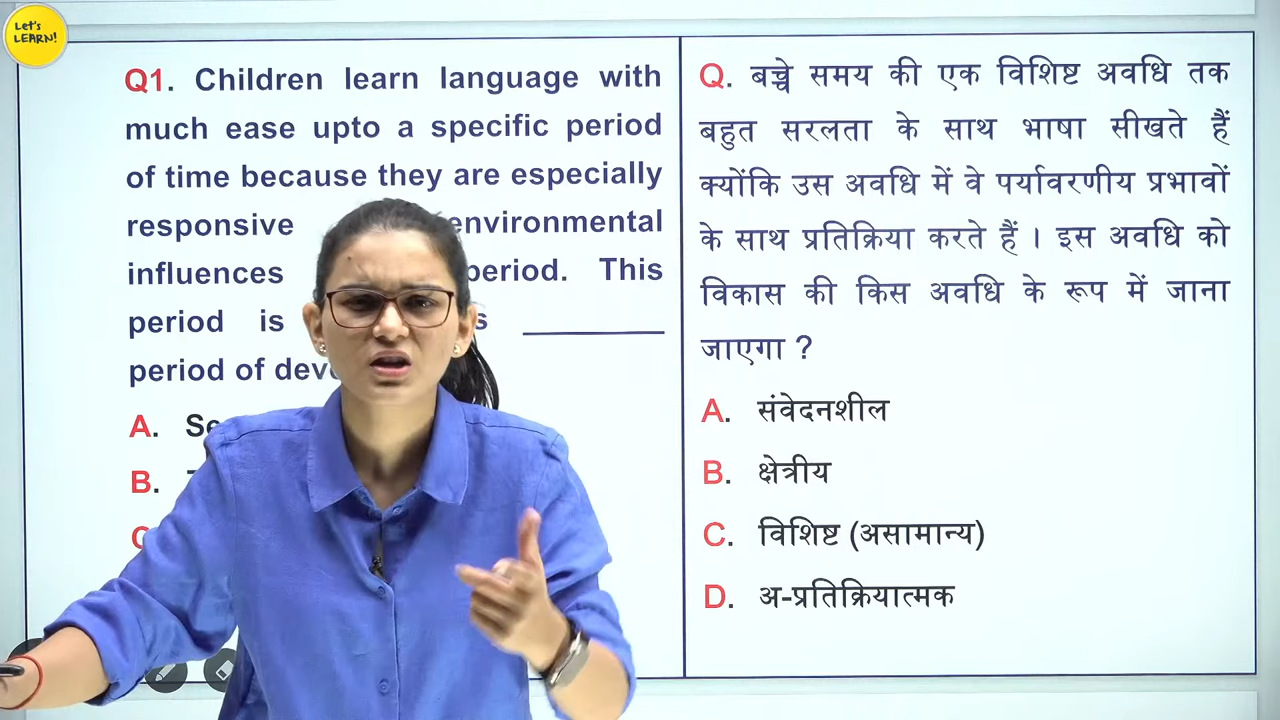 Let's
LEARN!
Q1. Children learn language with
much ease upto a specific period
of time because they are especially
responsive environmental
influences period. This
period is s ________
period of dev
A. Se
B.
C
Q. बच्चे समय की एक विशिष्ट अवधि तक
बहुत सरलता के साथ भाषा सीखते हैं
क्योंकि उस अवधि में वे पर्यावरणीय प्रभावों
के साथ प्रतिक्रिया करते हैं । इस अवधि को
विकास की किस अवधि के रूप में जाना
जाएगा ?
A. संवेदनशील
B. क्षेत्रीय
C. विशिष्ट (असामान्य)
D. अ-प्रतिक्रियात्मक